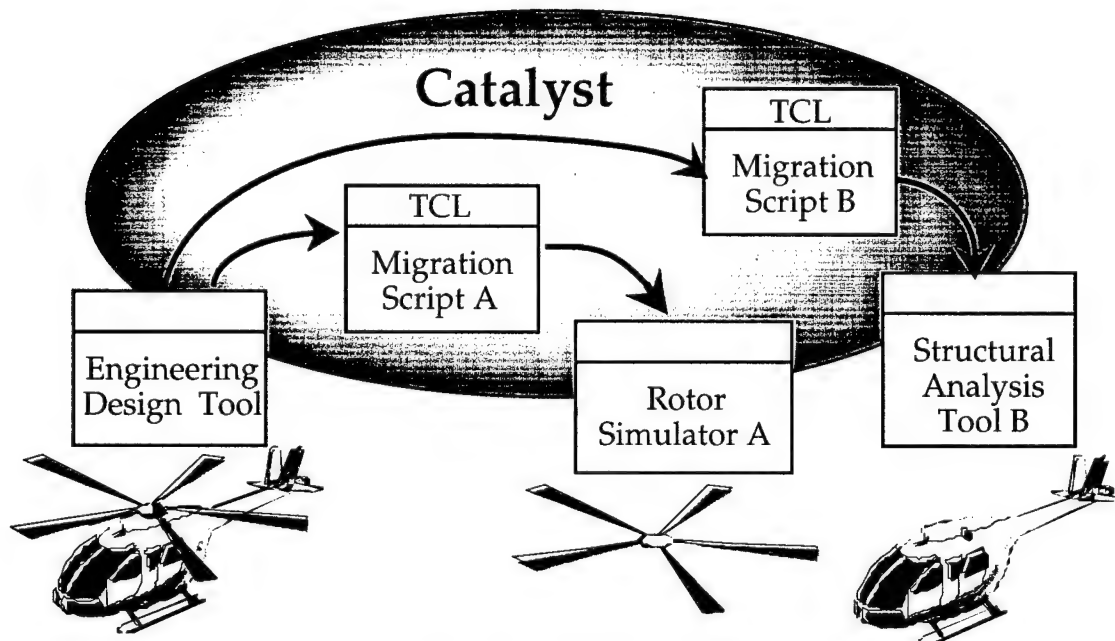 Catalyst
TCL
Migration
Script B
TCL
Migration
Script A
Engineering
Design Tool
Rotor
Simulator A
Structural
Analysis
Tool B